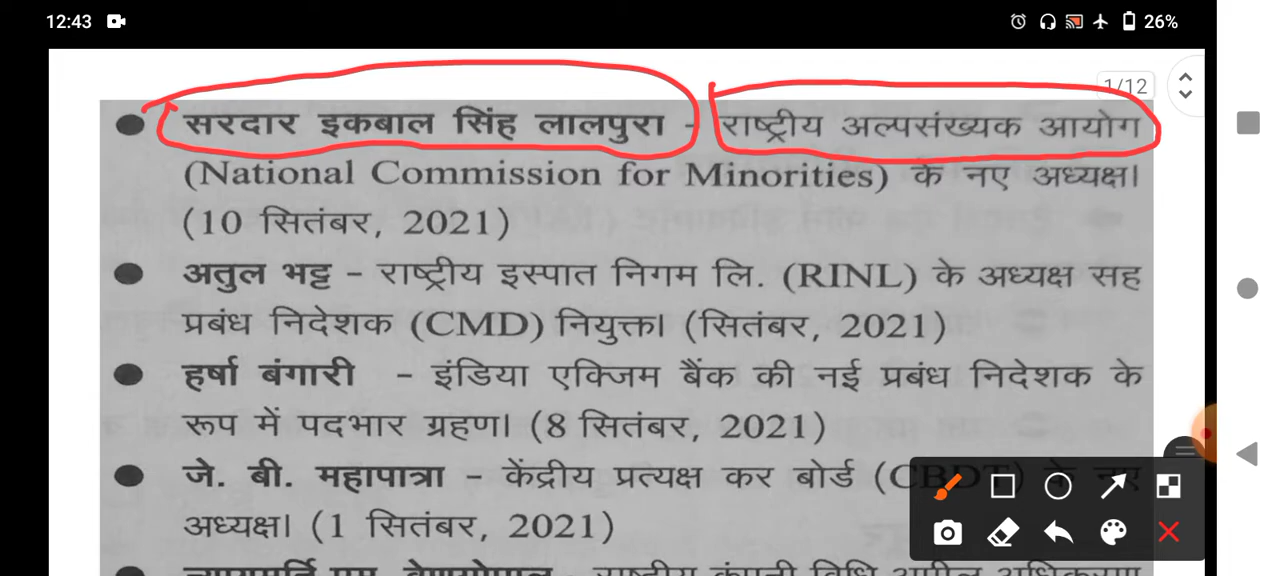 12:43
26%
1/12
सरदार इकबाल सिंह लालपुरा - राष्ट्रीय अल्पसंख्यक आयोग
(National Commission for Minorities) के नए अध्यक्ष।
(10 सितंबर, 2021)
अतुल भट्ट - राष्ट्रीय इस्पात निगम लि. (RINL) के अध्यक्ष सह
प्रबंध निदेशक (CMD) नियुक्त। (सितंबर, 2021)
हर्षा बंगारी - इंडिया एक्जिम बैंक की नई प्रबंध निदेशक के
रूप में पदभार ग्रहण। (8 सितंबर, 2021)
जे. बी. महापात्रा - केंद्रीय प्रत्यक्ष कर बोर्ड (CBDT) के नए
अध्यक्ष। (1 सितंबर, 2021)